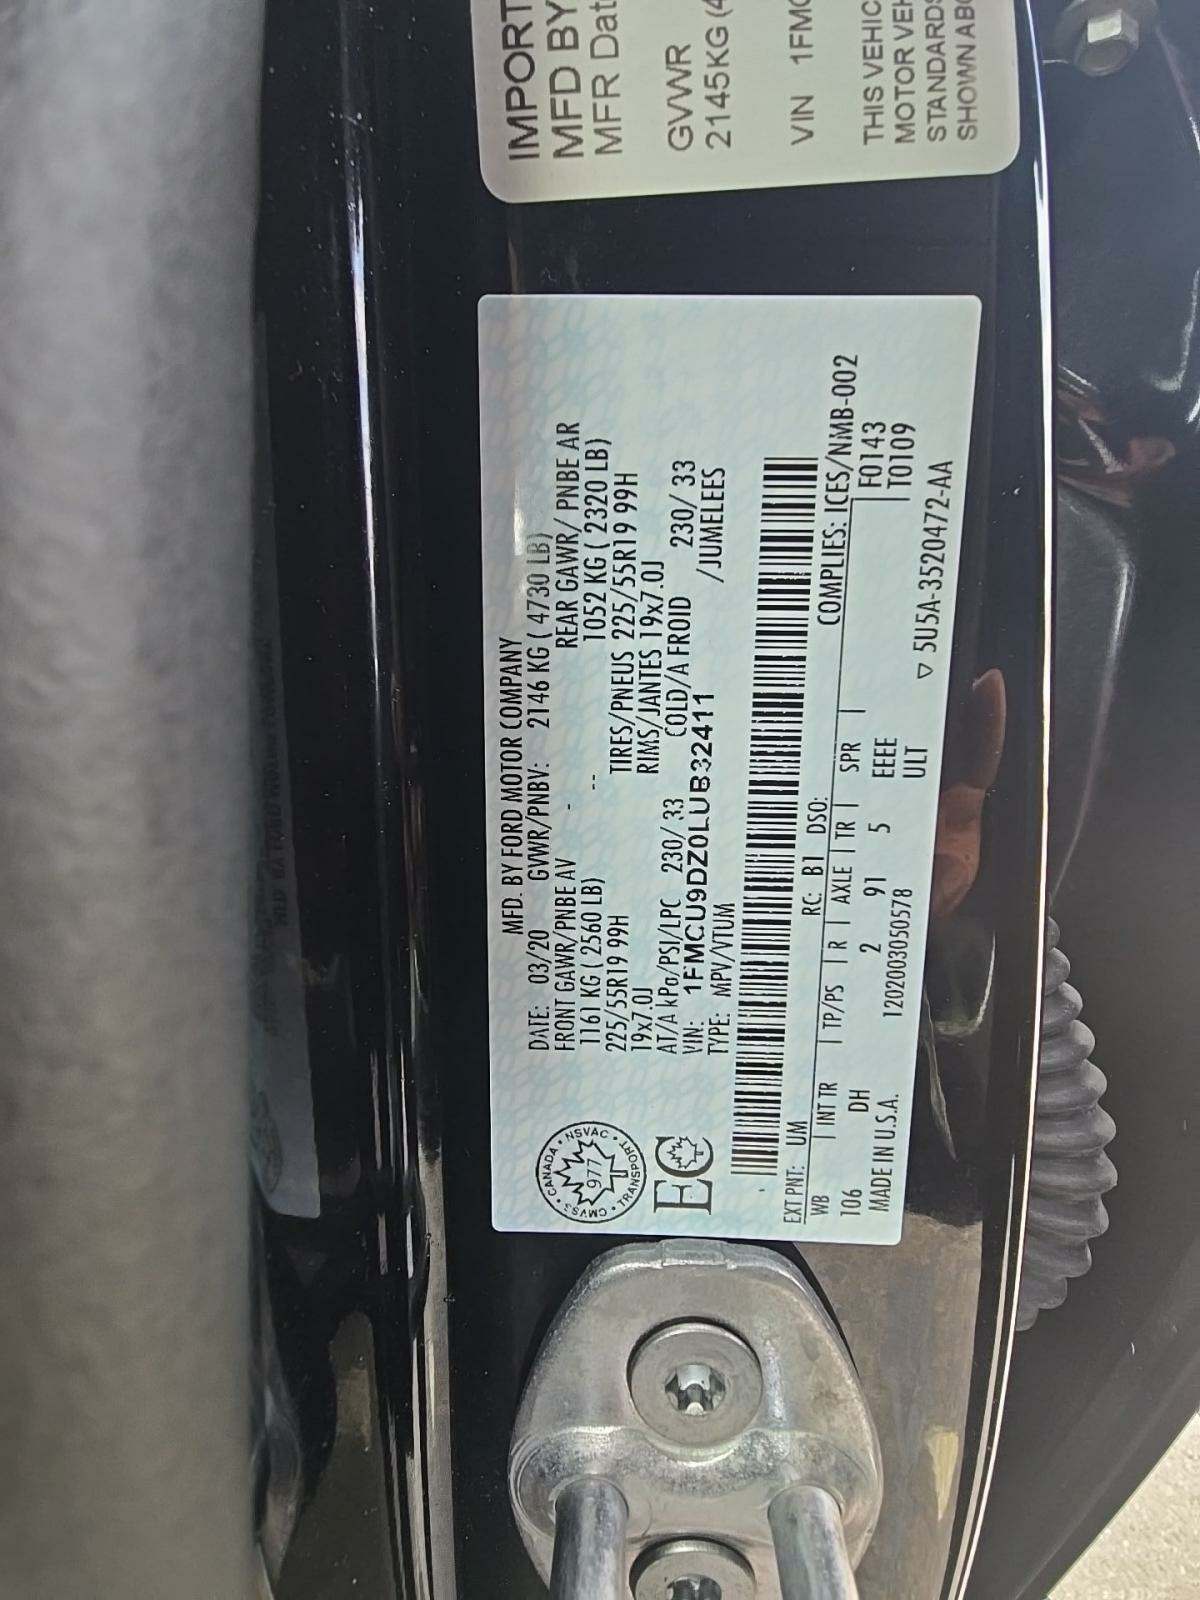 MFD. BY FORD MOTOR COMPANY
DATE: 03/20 GVWR/PNBV: 2146 KG ( 4730 LB)
FRONT GAWR/PNBE AV - REAR GAWR/ PNBE AR
1161 KG ( 2560 LB) -- 1052 KG ( 2320 LB)
225/55R19 99H TIRES/PNEUS 225/55R19 99H
19x7.0J RIMS/JANTES 19x7.0J
AT/A kPa/PSI/LPC 230/ 33 COLD/A FROID 230/ 33
VIN: 1FMCU9DZ0LUB32411 /JUMELEES
TYPE: MPV/VTUM
CANADA • NSVAC • TRANSPORT • CMVSS •
977
EC
EXT PNT: UM RC: B1 DSO: COMPLIES: ICES/NMB-002
WB | INT TR | TP/PS | R | AXLE | TR | SPR | F0143
106 DH 2 91 5 EEEE | T0109
ULT
MADE IN U.S.A. 1202003050578 ▽ 5U5A-3520472-AA
IMPORT
MFD BY
MFR Dat
GVWR
2145KG (4
VIN 1FMC
THIS VEHIC
MOTOR VEH
STANDARDS
SHOWN ABO